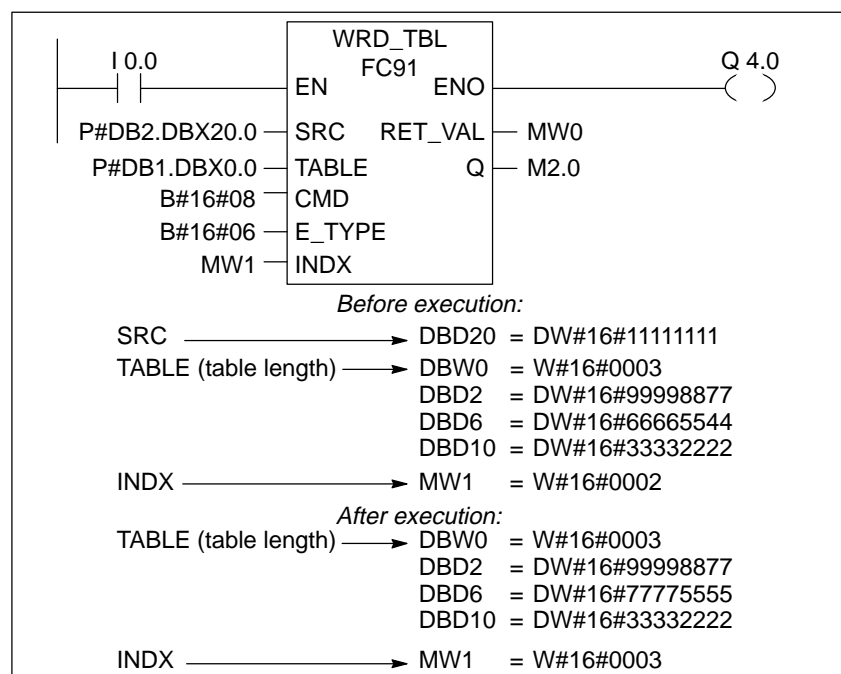 WRD_TBL
FC91
I 0.0
Q 4.0
EN ENO
P#DB2.DBX20.0 SRC RET_VAL MW0
P#DB1.DBX0.0 TABLE Q M2.0
B#16#08 CMD
B#16#06 E_TYPE
MW1 INDX
Before execution:
SRC DBD20 = DW#16#11111111
TABLE (table length) DBW0 = W#16#0003
DBD2 = DW#16#99998877
DBD6 = DW#16#66665544
DBD10 = DW#16#33332222
INDX MW1 = W#16#0002
After execution:
TABLE (table length) DBW0 = W#16#0003
DBD2 = DW#16#99998877
DBD6 = DW#16#77775555
DBD10 = DW#16#33332222
INDX MW1 = W#16#0003